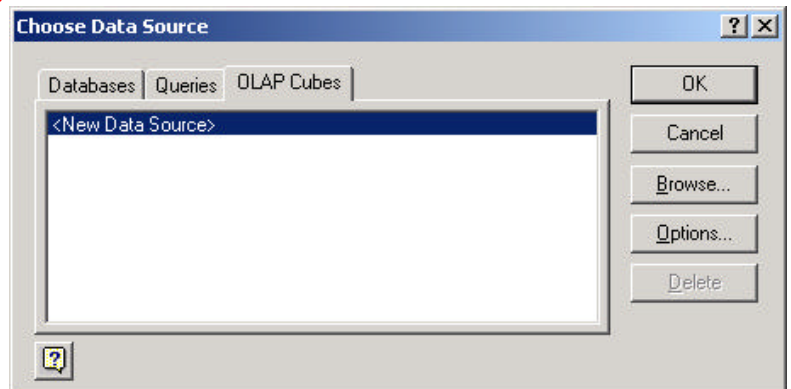 Choose Data Source
? X
Databases Queries OLAP Cubes
<New Data Source>
OK
Cancel
Browse...
Options...
Delete
?